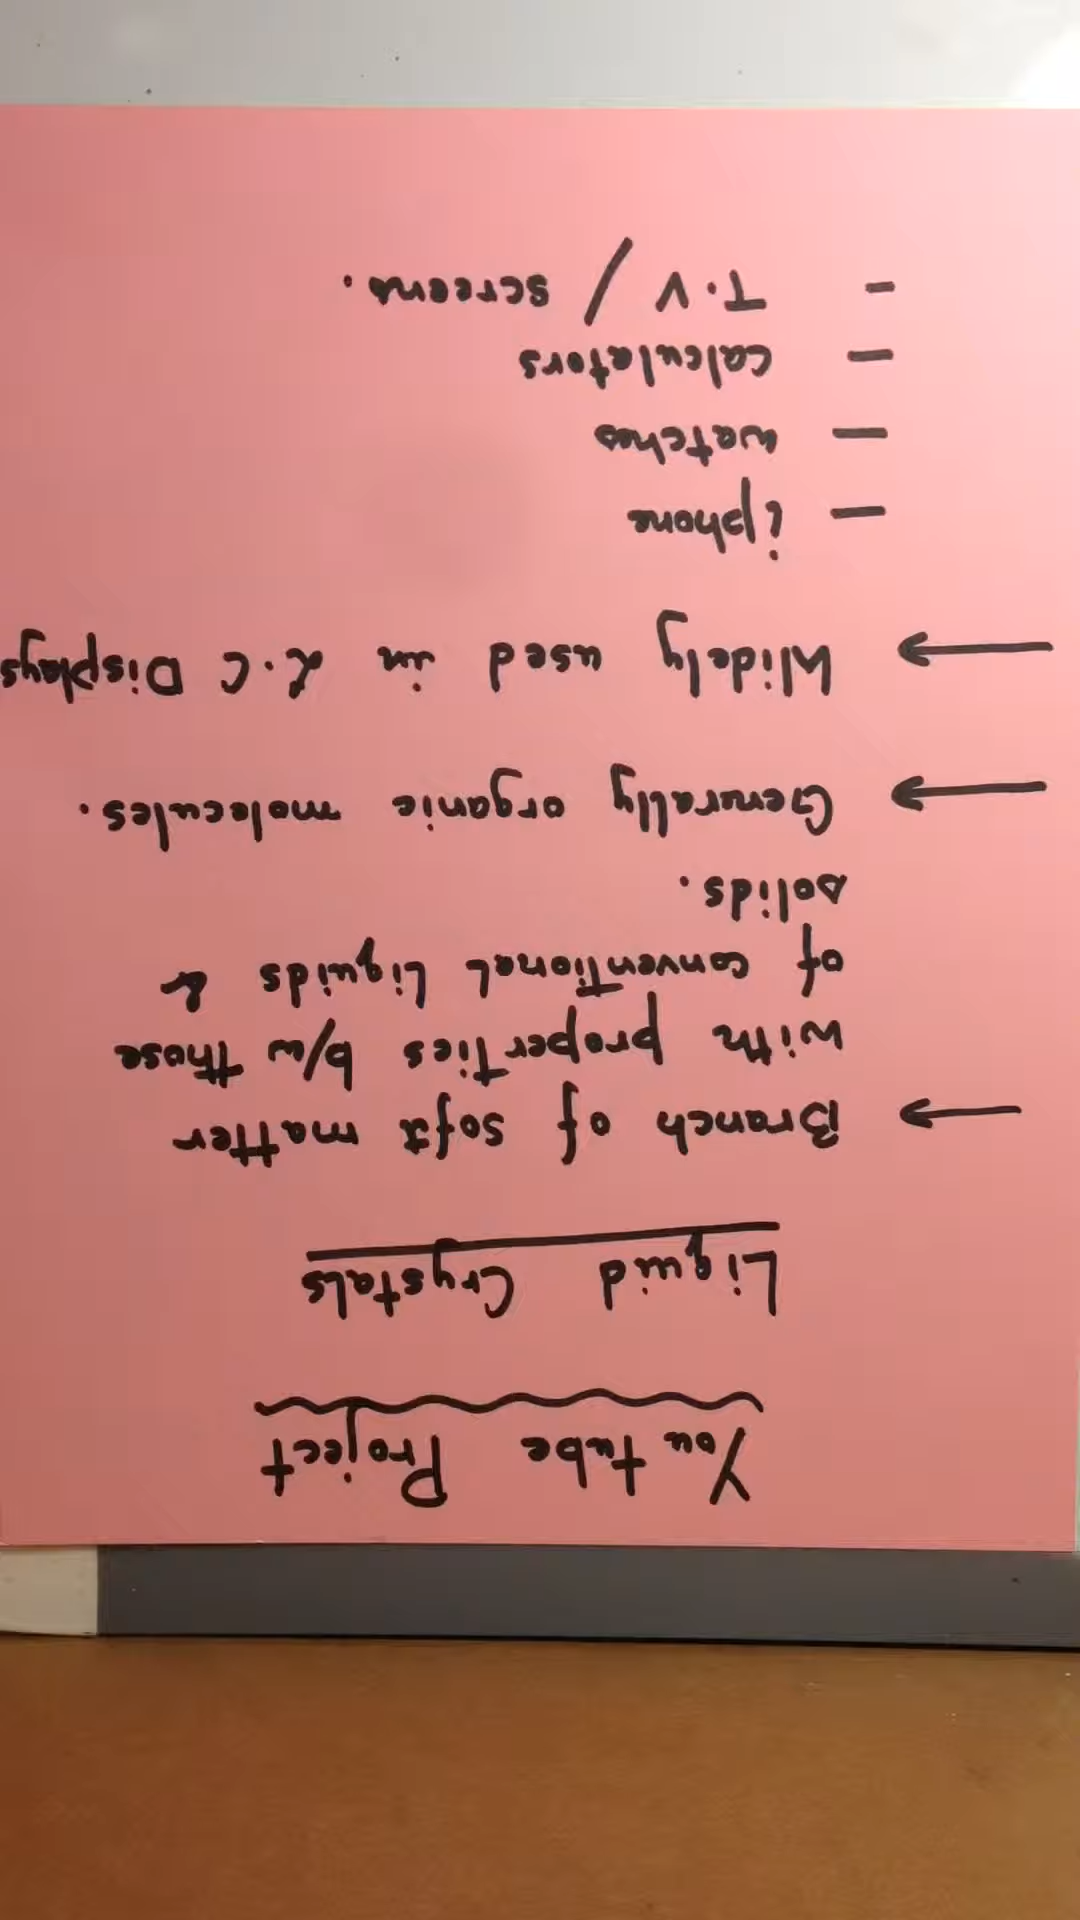 You tube Project
Liquid Crystals
→ Branch of soft matter
with properties b/w those
of conventional Liquids &
solids.
→ Generally organic molecules.
→ Widely used in L.C Displays
- iphone
- watches
- calculators
- T.V / screens.